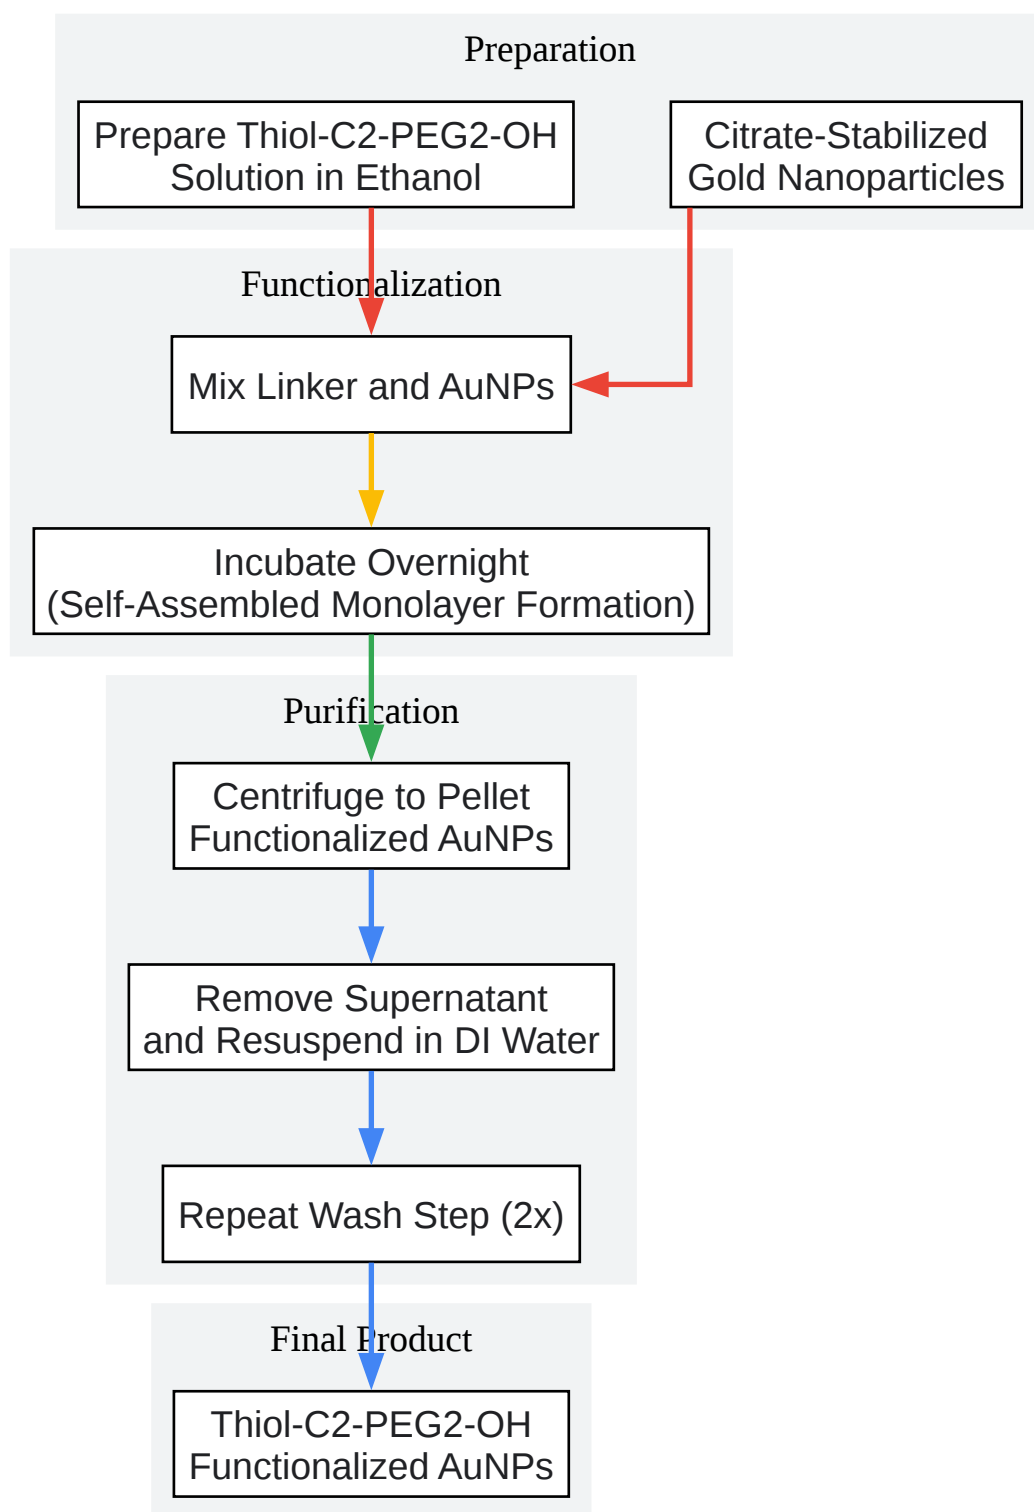 Preparation
Prepare Thiol-C2-PEG2-OH
Solution in Ethanol
Citrate-Stabilized
Gold Nanoparticles
Functionalization
Mix Linker and AuNPs
Incubate Overnight
(Self-Assembled Monolayer Formation)
Purification
Centrifuge to Pellet
Functionalized AuNPs
Remove Supernatant
and Resuspend in DI Water
Repeat Wash Step (2x)
Final Product
Thiol-C2-PEG2-OH
Functionalized AuNPs